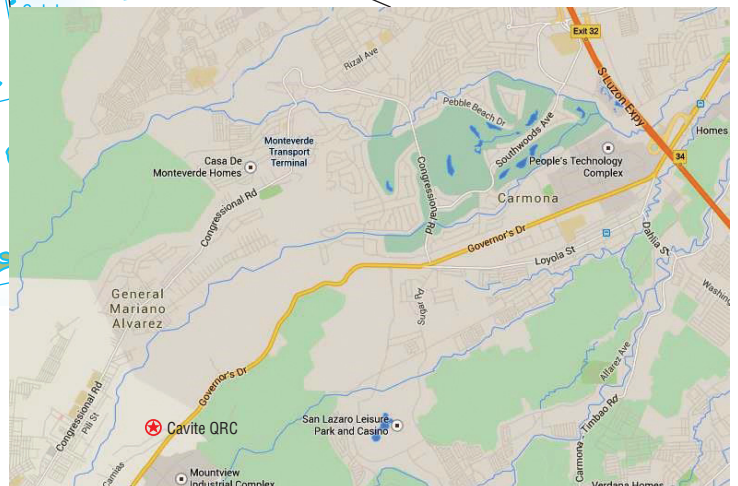 Exit 32
Rizal Ave
S Luzon Expy
Pebble Beach Dr
Southwoods Ave
Monteverde
Transport
Terminal
Homes
Casa De
Monteverde Homes
People's Technology
Complex
34
Congressional Rd
Congressional Rd
Carmona
Governor's Dr
Loyola St
Dahlia St
General
Mariano
Alvarez
Sugar Rd
Washing
Alfarez Ave
Governor's Dr
Congressional Rd
Pili St
Cavite QRC
San Lazaro Leisure
Park and Casino
Carmona - Timbao Rd
Camias
Mountview
Industrial Complex
Verdana Homes